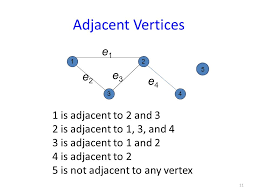 Adjacent Vertices
e1
1
2
5
e2
e3
e4
3
4
1 is adjacent to 2 and 3
2 is adjacent to 1, 3, and 4
3 is adjacent to 1 and 2
4 is adjacent to 2
5 is not adjacent to any vertex